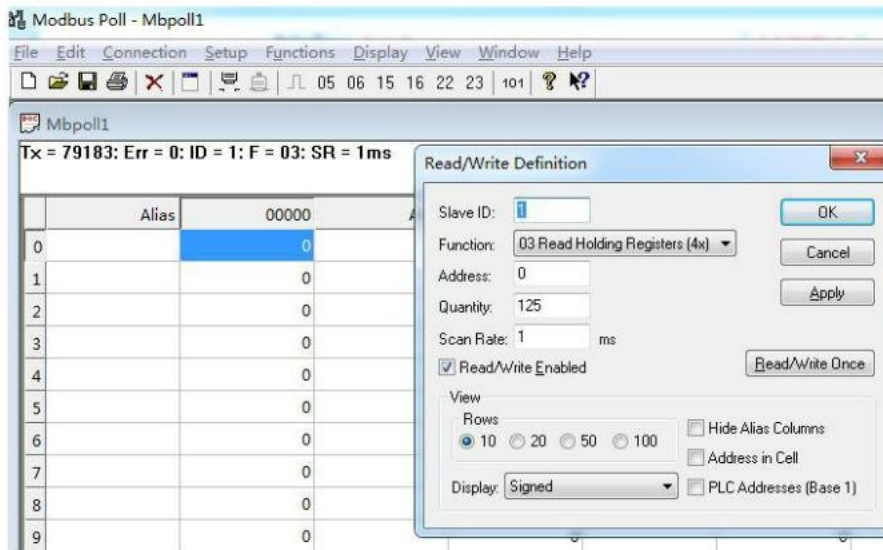 Modbus Poll - Mbpoll1
File Edit Connection Setup Functions Display View Window Help
05 06 15 16 22 23 101
Mbpoll1
Tx = 79183: Err = 0: ID = 1: F = 03: SR = 1ms
Alias 00000
0 0
1 0
2 0
3 0
4 0
5 0
6 0
7 0
8 0
9 0
Read/Write Definition
Slave ID: 1 OK
Function: 03 Read Holding Registers (4x) Cancel
Address: 0
Quantity: 125 Apply
Scan Rate: 1 ms
Read/Write Enabled Read/Write Once
View
Rows
10 20 50 100 Hide Alias Columns
Address in Cell
Display: Signed PLC Addresses (Base 1)